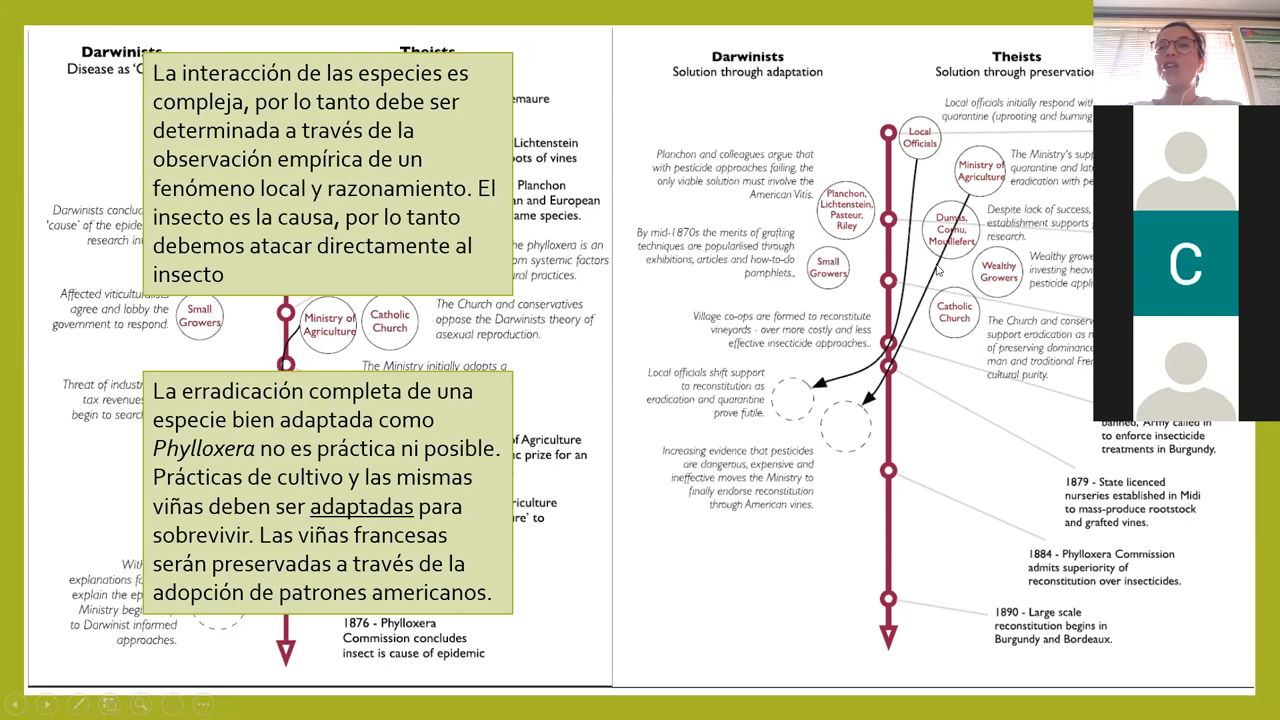 Darwinists
Theists
Disease as
La interacción de las especies es
compleja, por lo tanto debe ser
determinada a través de la
observación empírica de un
fenómeno local y razonamiento. El
insecto es la causa, por lo tanto
debemos atacar directamente al
insecto
Lichtenstein
of vines
Planchon
and European
same species.
the phylloxera is an
systemic factors
practices.
Darwinists
'cause' of the
Affected viticulturists
agree and lobby the
government to respond.
Small
Growers
Ministry of
Agriculture
Catholic
Church
The Church and conservatives
oppose the Darwinists theory of
asexual reproduction.
The Ministry initially adopts a
Threat of
tax revenues
begin to
La erradicación completa de una
especie bien adaptada como
Phylloxera no es práctica ni posible.
Prácticas de cultivo y las mismas
viñas deben ser adaptadas para
sobrevivir. Las viñas francesas
serán preservadas a través de la
adopción de patrones americanos.
of Agriculture
prize for an
to
explanations
explain the
Ministry
to Darwinist informed
approaches.
1876 - Phylloxera
Commission concludes
insect is cause of epidemic
Darwinists
Solution through adaptation
Theists
Solution through preservation
Local officials initially respond with
quarantine (uprooting and burning
Local
Officials
Planchon and colleagues argue that
with pesticide approaches failing, the
only viable solution must involve the
American Vitis.
Planchon,
Lichtenstein,
Pasteur,
Riley
Ministry of
Agriculture
The Ministry's
quarantine and
eradication with
Dumas,
Cornu,
Mouillefert
Despite lack of success,
establishment supports
research.
By mid-1870s the merits of grafting
techniques are popularised through
exhibitions, articles and how-to-do
pamphlets.,
Small
Growers
Wealthy
Growers
Wealthy
investing
pesticide
Catholic
Church
Village co-ops are formed to reconstitute
vineyards - over more costly and less
effective insecticide approaches..
The Church and
support eradication as
of preserving dominance
man and traditional
cultural purity.
Local officials shift support
to reconstitution as
eradication and quarantine
prove futile.
Increasing evidence that pesticides
are dangerous, expensive and
ineffective moves the Ministry to
finally endorse reconstitution
through American vines.
banned, Army called in
to enforce insecticide
treatments in Burgundy.
1879 - State licenced
nurseries established in Midi
to mass-produce rootstock
and grafted vines.
1884 - Phylloxera Commission
admits superiority of
reconstitution over insecticides.
1890 - Large scale
reconstitution begins in
Burgundy and Bordeaux.
C